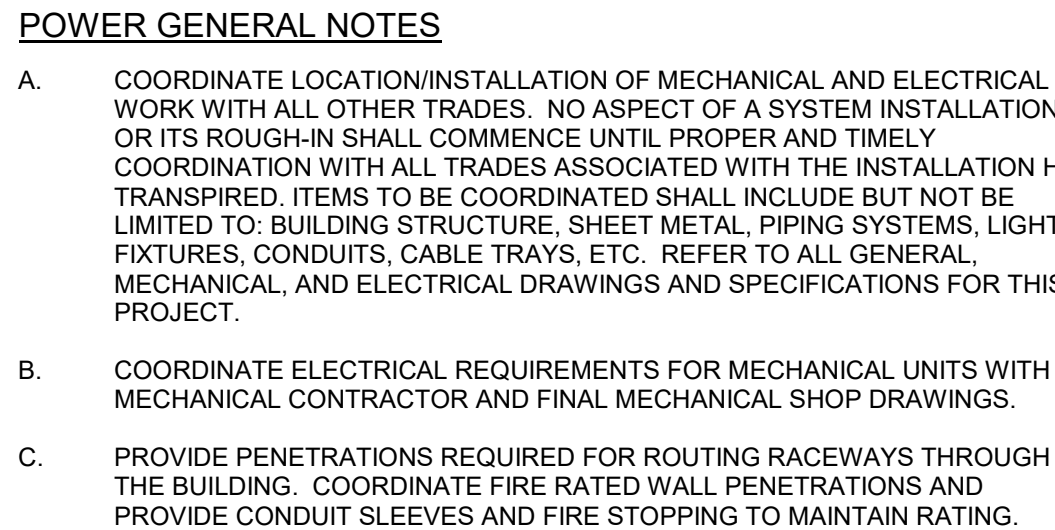 POWER GENERAL NOTES
A. COORDINATE LOCATION/INSTALLATION OF MECHANICAL AND ELECTRICAL
WORK WITH ALL OTHER TRADES. NO ASPECT OF A SYSTEM INSTALLATION
OR ITS ROUGH-IN SHALL COMMENCE UNTIL PROPER AND TIMELY
COORDINATION WITH ALL TRADES ASSOCIATED WITH THE INSTALLATION
TRANSPIRED. ITEMS TO BE COORDINATED SHALL INCLUDE BUT NOT BE
LIMITED TO: BUILDING STRUCTURE, SHEET METAL, PIPING SYSTEMS, LIGHT
FIXTURES, CONDUITS, CABLE TRAYS, ETC. REFER TO ALL GENERAL,
MECHANICAL, AND ELECTRICAL DRAWINGS AND SPECIFICATIONS FOR THIS
PROJECT.
B. COORDINATE ELECTRICAL REQUIREMENTS FOR MECHANICAL UNITS WITH
MECHANICAL CONTRACTOR AND FINAL MECHANICAL SHOP DRAWINGS.
C. PROVIDE PENETRATIONS REQUIRED FOR ROUTING RACEWAYS THROUGH
THE BUILDING. COORDINATE FIRE RATED WALL PENETRATIONS AND
PROVIDE CONDUIT SLEEVES AND FIRE STOPPING TO MAINTAIN RATING.